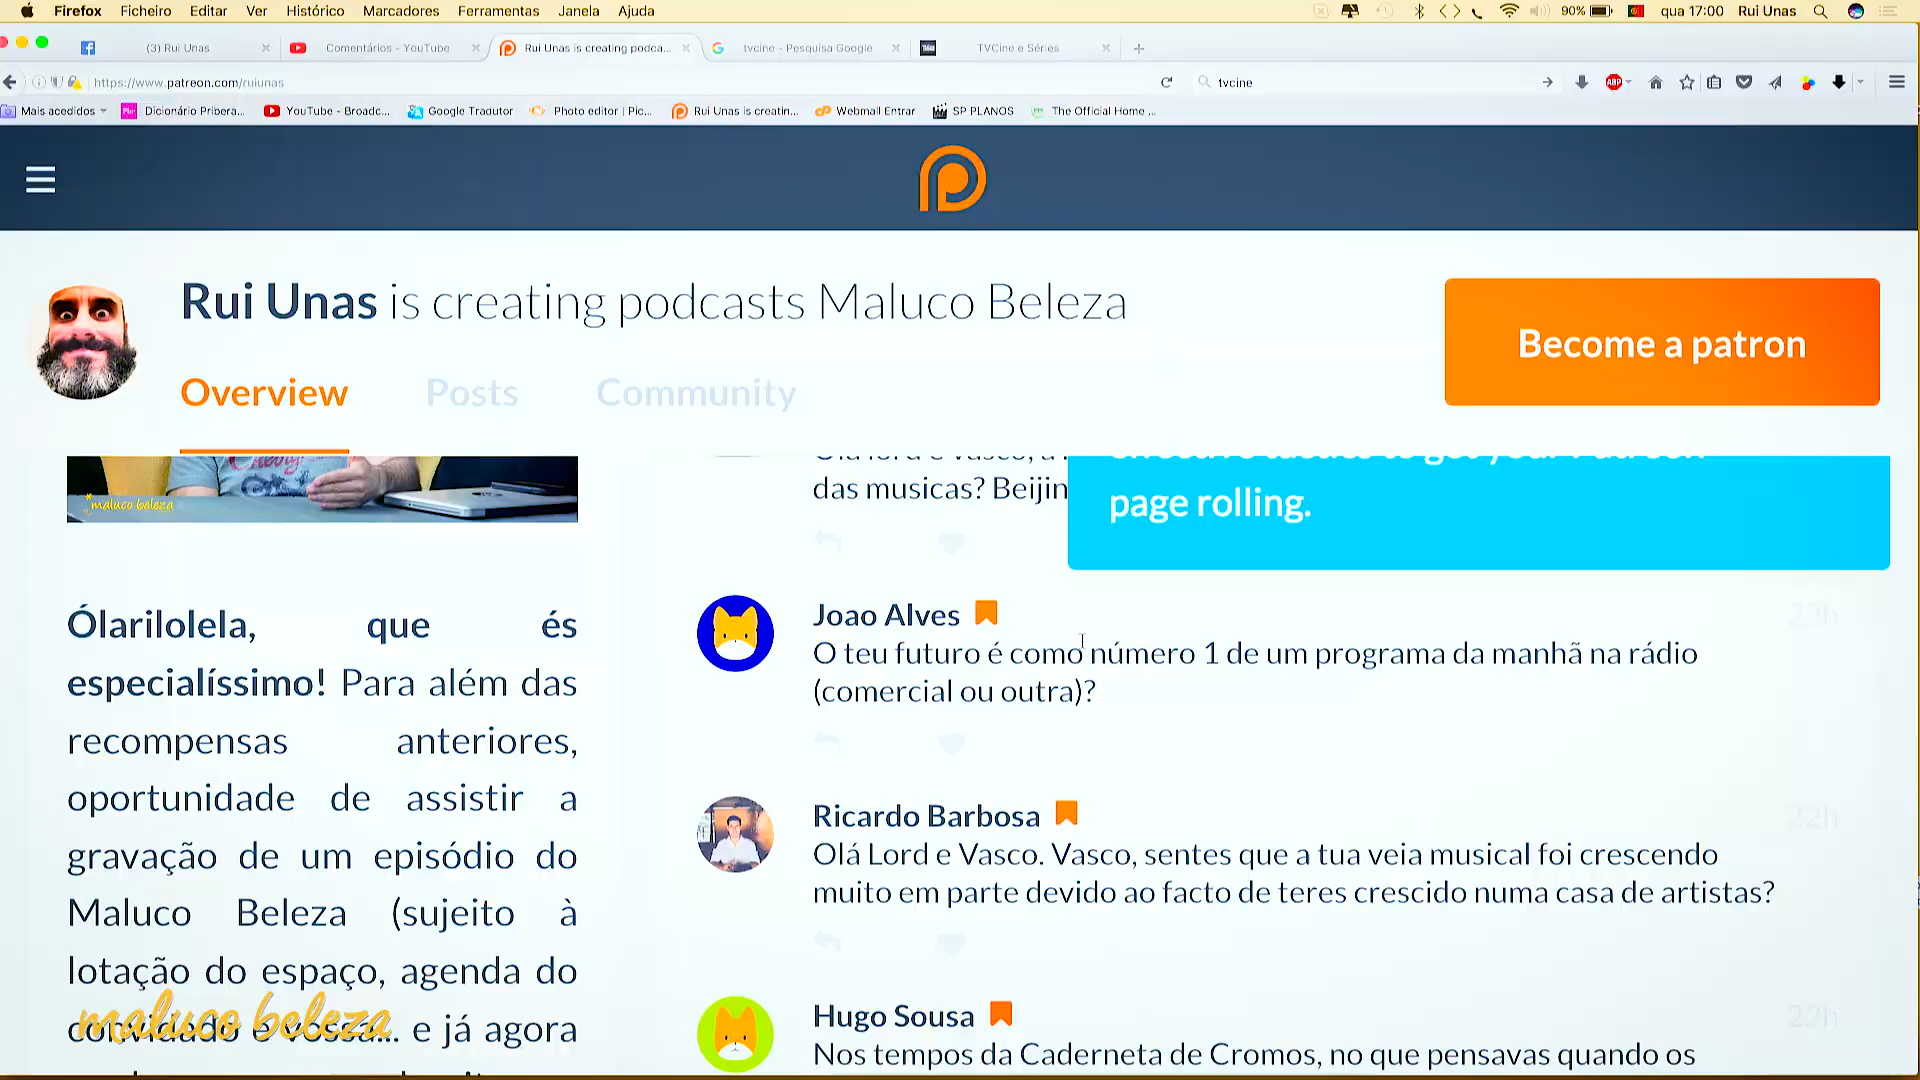 Firefox Ficheiro Editar Ver Histórico Marcadores Ferramentas Janela Ajuda 90% qua 17:00 Rui Unas
(3) Rui Unas
Comentários - YouTube
Rui Unas is creating podca...
tvcine - Pesquisa Google
TVCine e Séries
https://www.patreon.com/ruiunas
tvcine
Mais acedidos
Dicionário Pribera...
YouTube - Broadc...
Google Tradutor
Photo editor | Pic...
Rui Unas is creatin...
Webmail Entrar
SP PLANOS
The Official Home ...
Rui Unas is creating podcasts Maluco Beleza
Become a patron
Overview Posts Community
maluco beleza
Ólarilolela, que és
especialíssimo! Para além das
recompensas anteriores,
oportunidade de assistir a
gravação de um episódio do
Maluco Beleza (sujeito à
lotação do espaço, agenda do
convidado e vossa... e já agora
maluco beleza
das musicas? Beijin
page rolling.
Joao Alves 22h
O teu futuro é como número 1 de um programa da manhã na rádio
(comercial ou outra)?
Ricardo Barbosa 22h
Olá Lord e Vasco. Vasco, sentes que a tua veia musical foi crescendo
muito em parte devido ao facto de teres crescido numa casa de artistas?
Hugo Sousa 22h
Nos tempos da Caderneta de Cromos, no que pensavas quando os